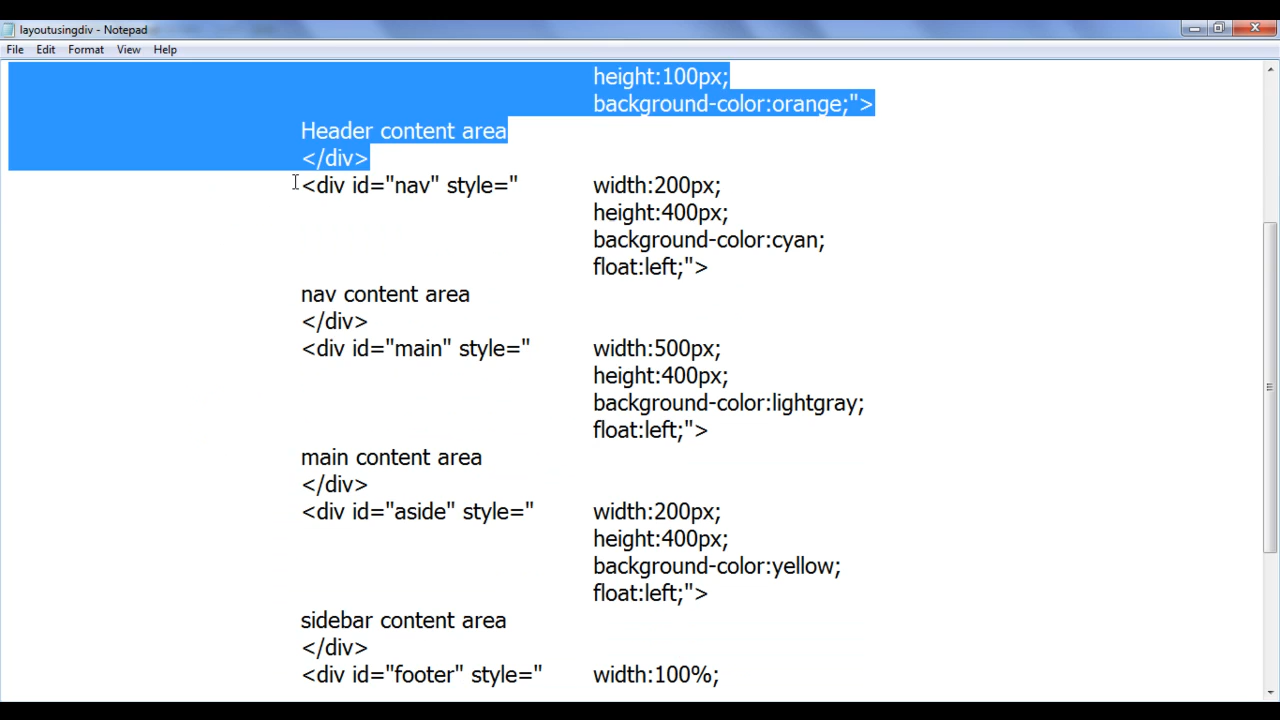 layoutusingdiv - Notepad
File Edit Format View Help
height:100px;
background-color:orange;">
Header content area
</div>
<div id="nav" style=" width:200px;
height:400px;
background-color:cyan;
float:left;">
nav content area
</div>
<div id="main" style=" width:500px;
height:400px;
background-color:lightgray;
float:left;">
main content area
</div>
<div id="aside" style=" width:200px;
height:400px;
background-color:yellow;
float:left;">
sidebar content area
</div>
<div id="footer" style=" width:100%;